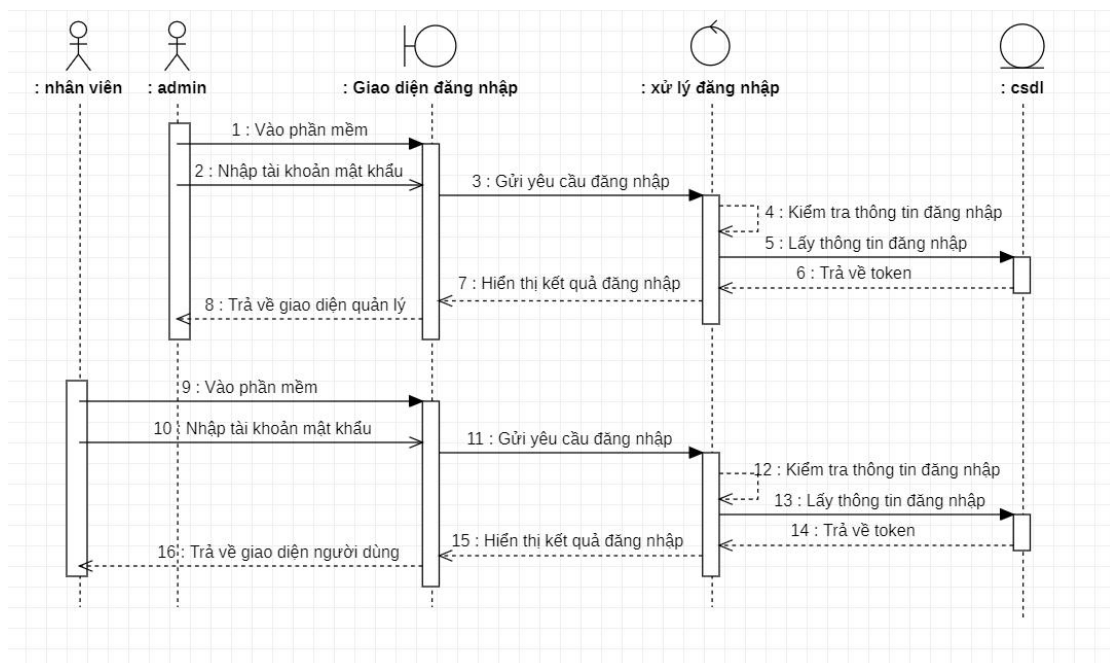 : nhân viên
: admin
: Giao diện đăng nhập
: xử lý đăng nhập
: csdl
1 : Vào phần mềm
2 : Nhập tài khoản mật khẩu
3 : Gửi yêu cầu đăng nhập
4 : Kiểm tra thông tin đăng nhập
5 : Lấy thông tin đăng nhập
6 : Trả về token
7 : Hiển thị kết quả đăng nhập
8 : Trả về giao diện quản lý
9 : Vào phần mềm
10 : Nhập tài khoản mật khẩu
11 : Gửi yêu cầu đăng nhập
12 : Kiểm tra thông tin đăng nhập
13 : Lấy thông tin đăng nhập
14 : Trả về token
15 : Hiển thị kết quả đăng nhập
16 : Trả về giao diện người dùng